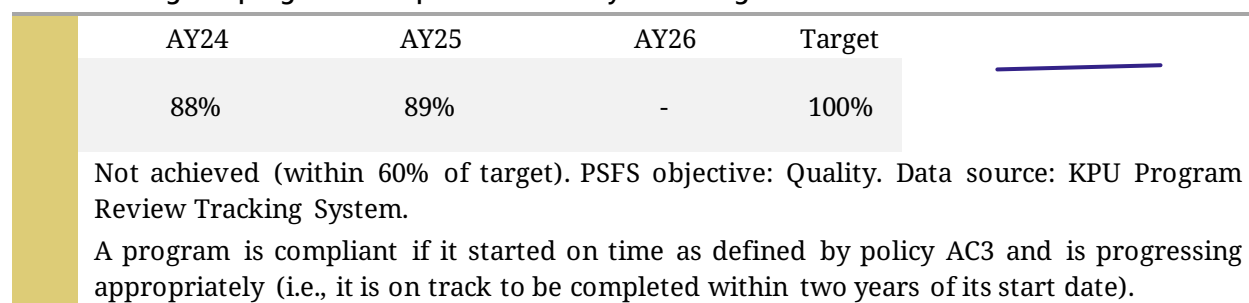 AY24 AY25 AY26 Target
88% 89% - 100%
Not achieved (within 60% of target). PSFS objective: Quality. Data source: KPU Program
Review Tracking System.
A program is compliant if it started on time as defined by policy AC3 and is progressing
appropriately (i.e., it is on track to be completed within two years of its start date).